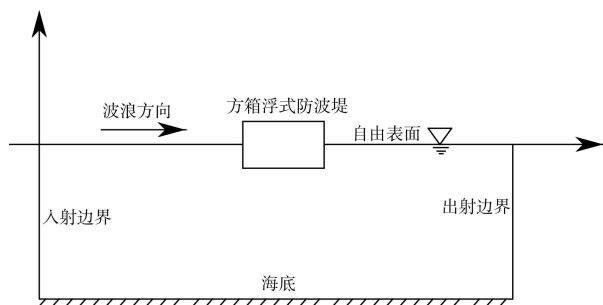 波浪方向
方箱浮式防波堤
自由表面
入射边界
出射边界
海底